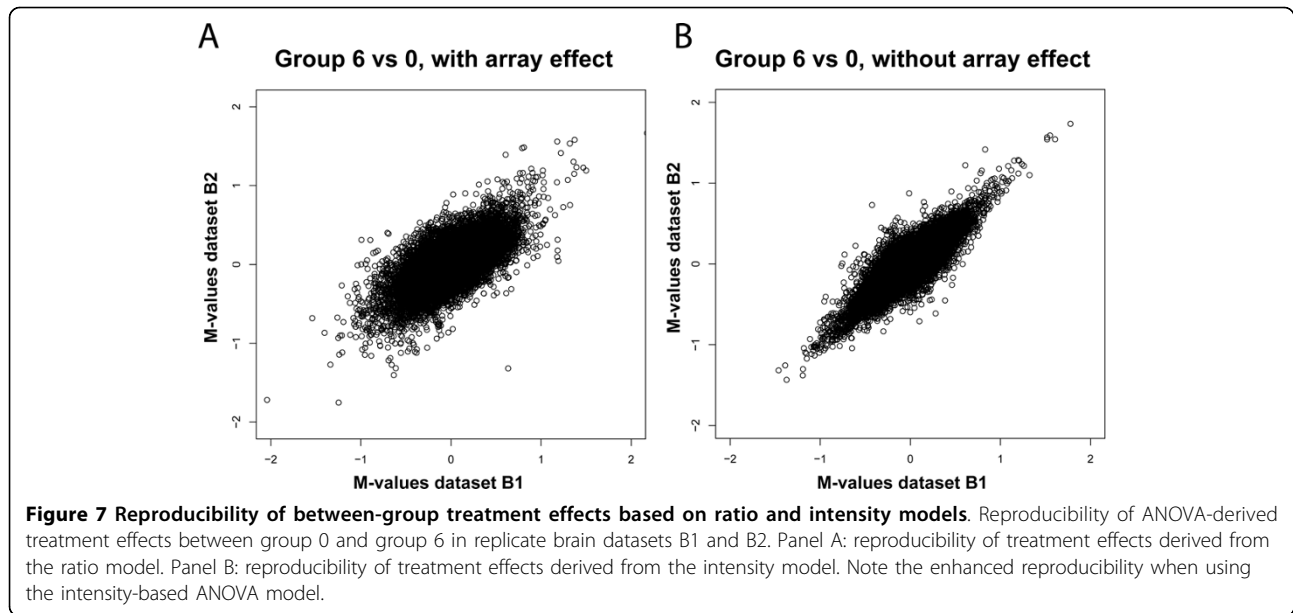 A
Group 6 vs 0, with array effect
M-values dataset B2
2
1
0
−1
−2
−2
−1
0
1
2
M-values dataset B1
B
Group 6 vs 0, without array effect
M-values dataset B2
2
1
0
−1
−2
−2
−1
0
1
2
M-values dataset B1
Figure 7 Reproducibility of between-group treatment effects based on ratio and intensity models. Reproducibility of ANOVA-derived
treatment effects between group 0 and group 6 in replicate brain datasets B1 and B2. Panel A: reproducibility of treatment effects derived from
the ratio model. Panel B: reproducibility of treatment effects derived from the intensity model. Note the enhanced reproducibility when using
the intensity-based ANOVA model.